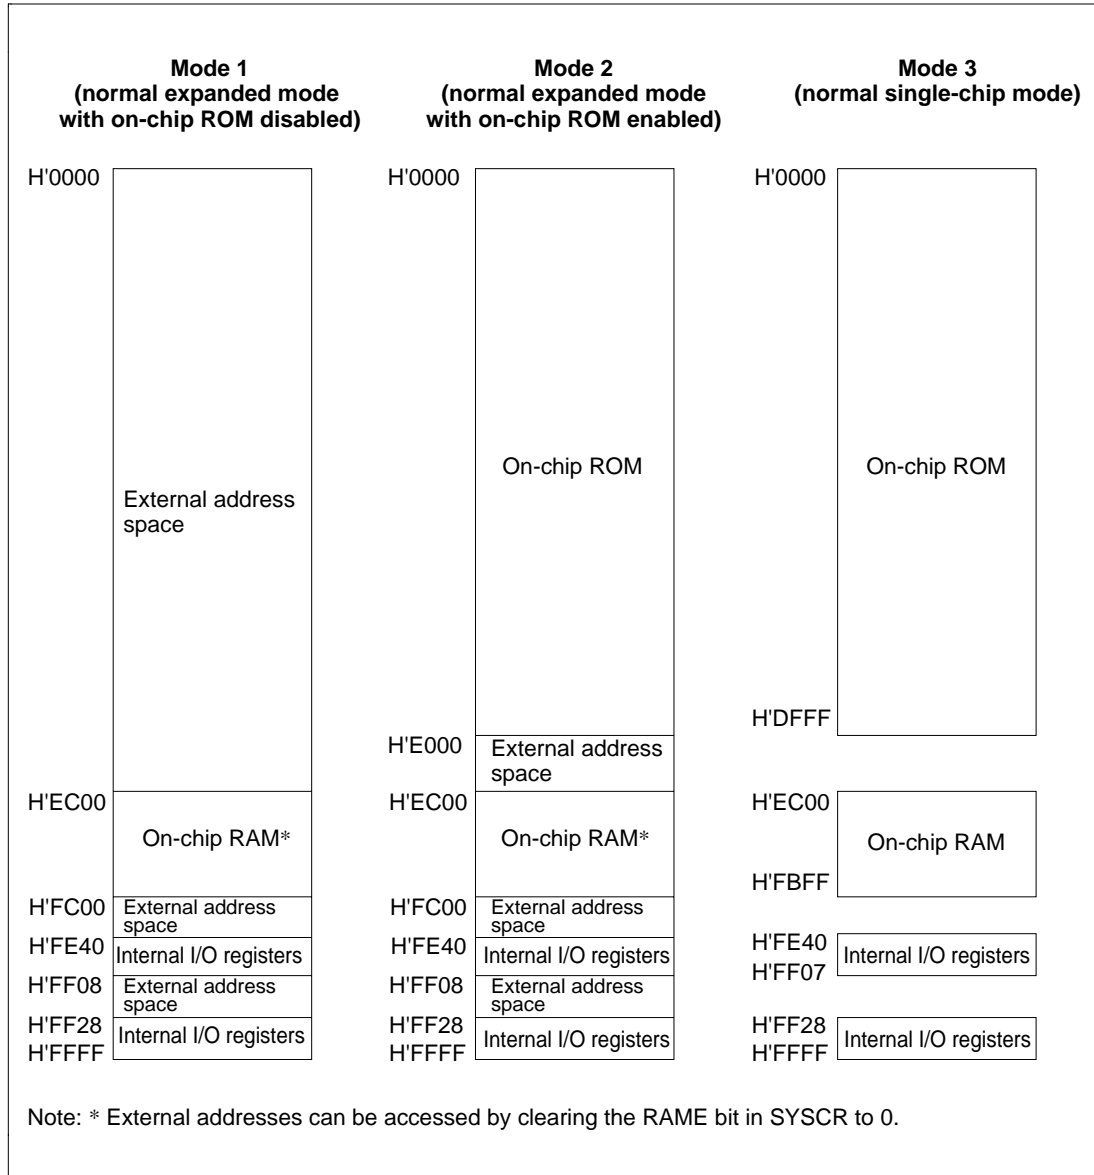 Mode 1
(normal expanded mode
with on-chip ROM disabled)
H'0000
External address
space
H'EC00
On-chip RAM*
H'FC00
External address
space
H'FE40
Internal I/O registers
H'FF08
External address
space
H'FF28
Internal I/O registers
H'FFFF
Mode 2
(normal expanded mode
with on-chip ROM enabled)
H'0000
On-chip ROM
H'E000
External address
space
H'EC00
On-chip RAM*
H'FC00
External address
space
H'FE40
Internal I/O registers
H'FF08
External address
space
H'FF28
Internal I/O registers
H'FFFF
Mode 3
(normal single-chip mode)
H'0000
On-chip ROM
H'DFFF
H'EC00
On-chip RAM
H'FBFF
H'FE40
Internal I/O registers
H'FF07
H'FF28
Internal I/O registers
H'FFFF
Note: * External addresses can be accessed by clearing the RAME bit in SYSCR to 0.